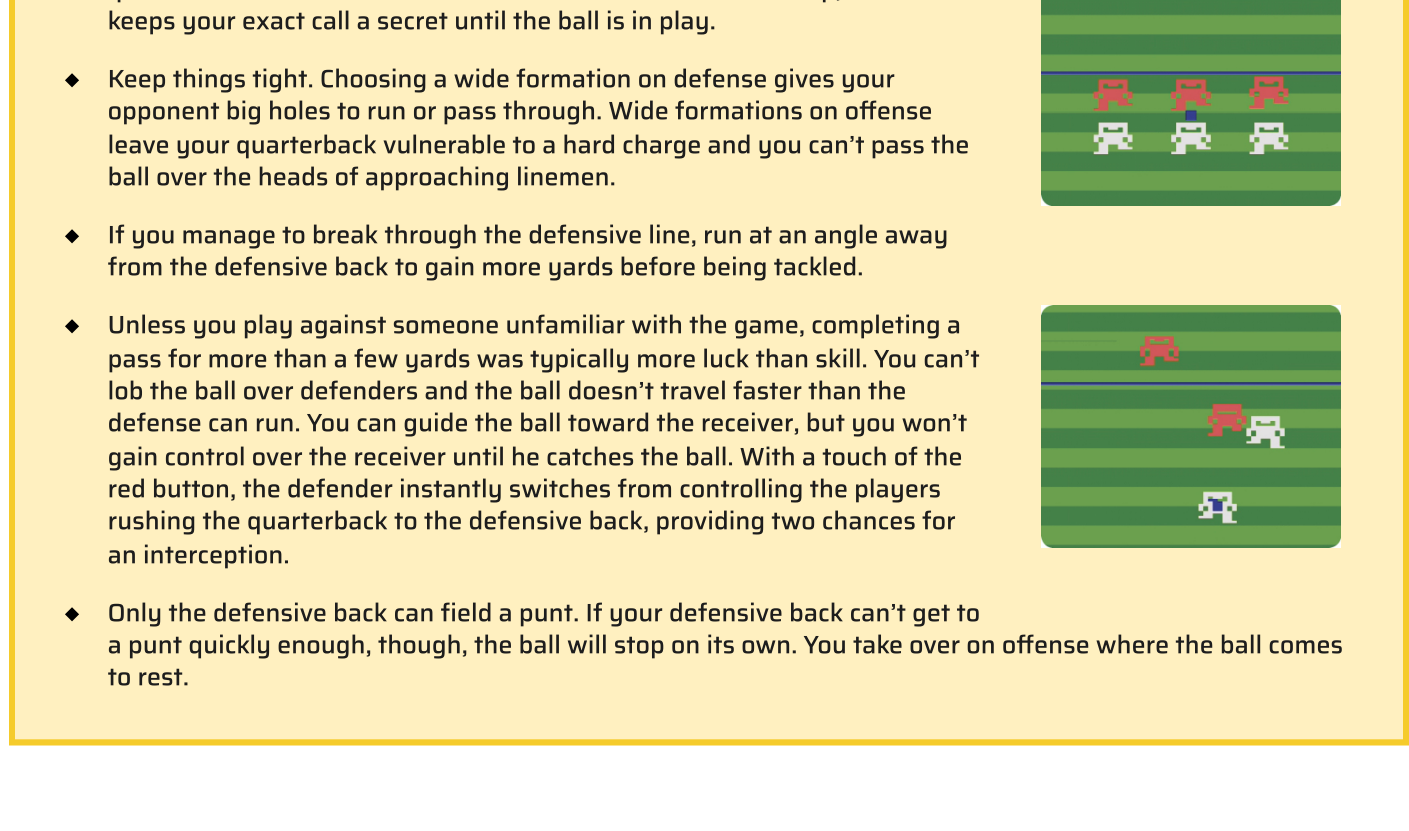 keeps your exact call a secret until the ball is in play.
◆ Keep things tight. Choosing a wide formation on defense gives your
opponent big holes to run or pass through. Wide formations on offense
leave your quarterback vulnerable to a hard charge and you can’t pass the
ball over the heads of approaching linemen.
◆ If you manage to break through the defensive line, run at an angle away
from the defensive back to gain more yards before being tackled.
◆ Unless you play against someone unfamiliar with the game, completing a
pass for more than a few yards was typically more luck than skill. You can’t
lob the ball over defenders and the ball doesn’t travel faster than the
defense can run. You can guide the ball toward the receiver, but you won’t
gain control over the receiver until he catches the ball. With a touch of the
red button, the defender instantly switches from controlling the players
rushing the quarterback to the defensive back, providing two chances for
an interception.
◆ Only the defensive back can field a punt. If your defensive back can’t get to
a punt quickly enough, though, the ball will stop on its own. You take over on offense where the ball comes
to rest.